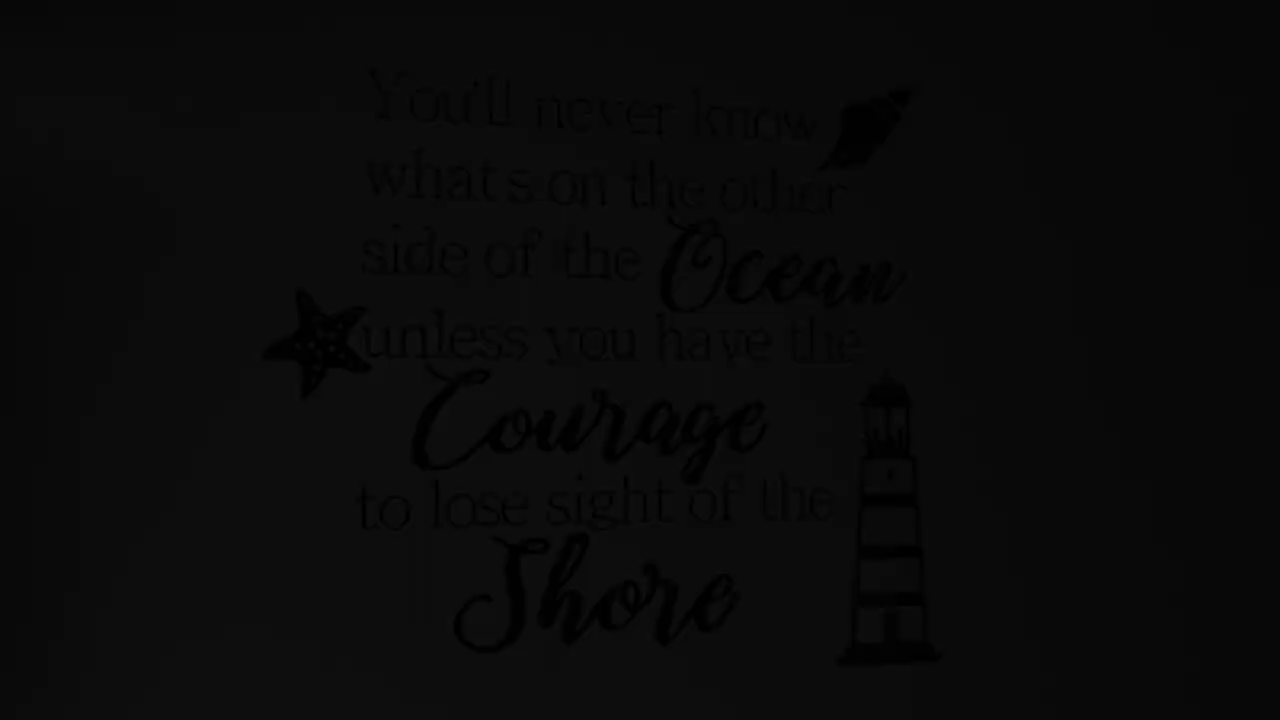 You'll never know
what's on the other
side of the Ocean
unless you have the
Courage
to lose sight of the
Shore